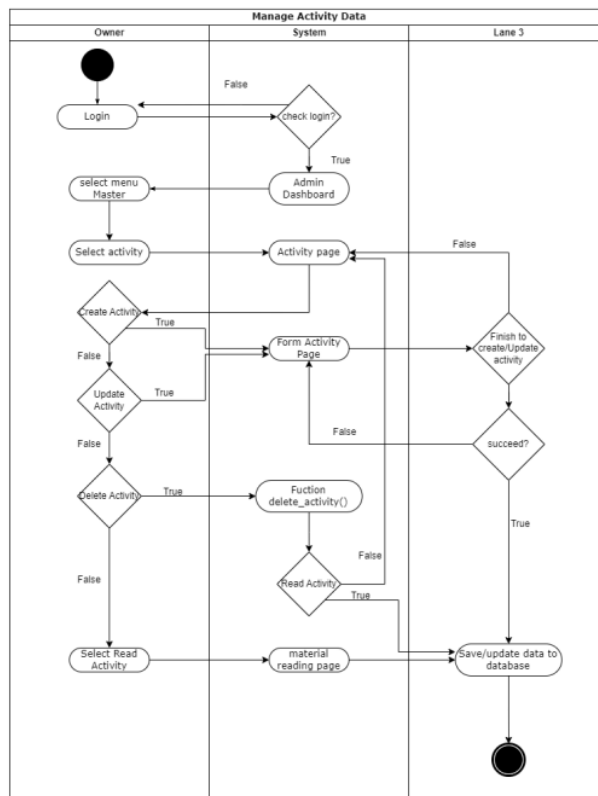 Manage Activity Data
Owner
System
Lane 3
False
Login
check login?
True
select menu
Master
Admin
Dashboard
False
Select activity
Activity page
Create Activity
True
False
Form Activity
Page
Finish to
create/Update
activity
Update
Activity
True
False
False
succeed?
Delete Activity
True
Fuction
delete_activity()
True
False
False
Read Activity
True
Select Read
Activity
material
reading page
Save/update data to
database